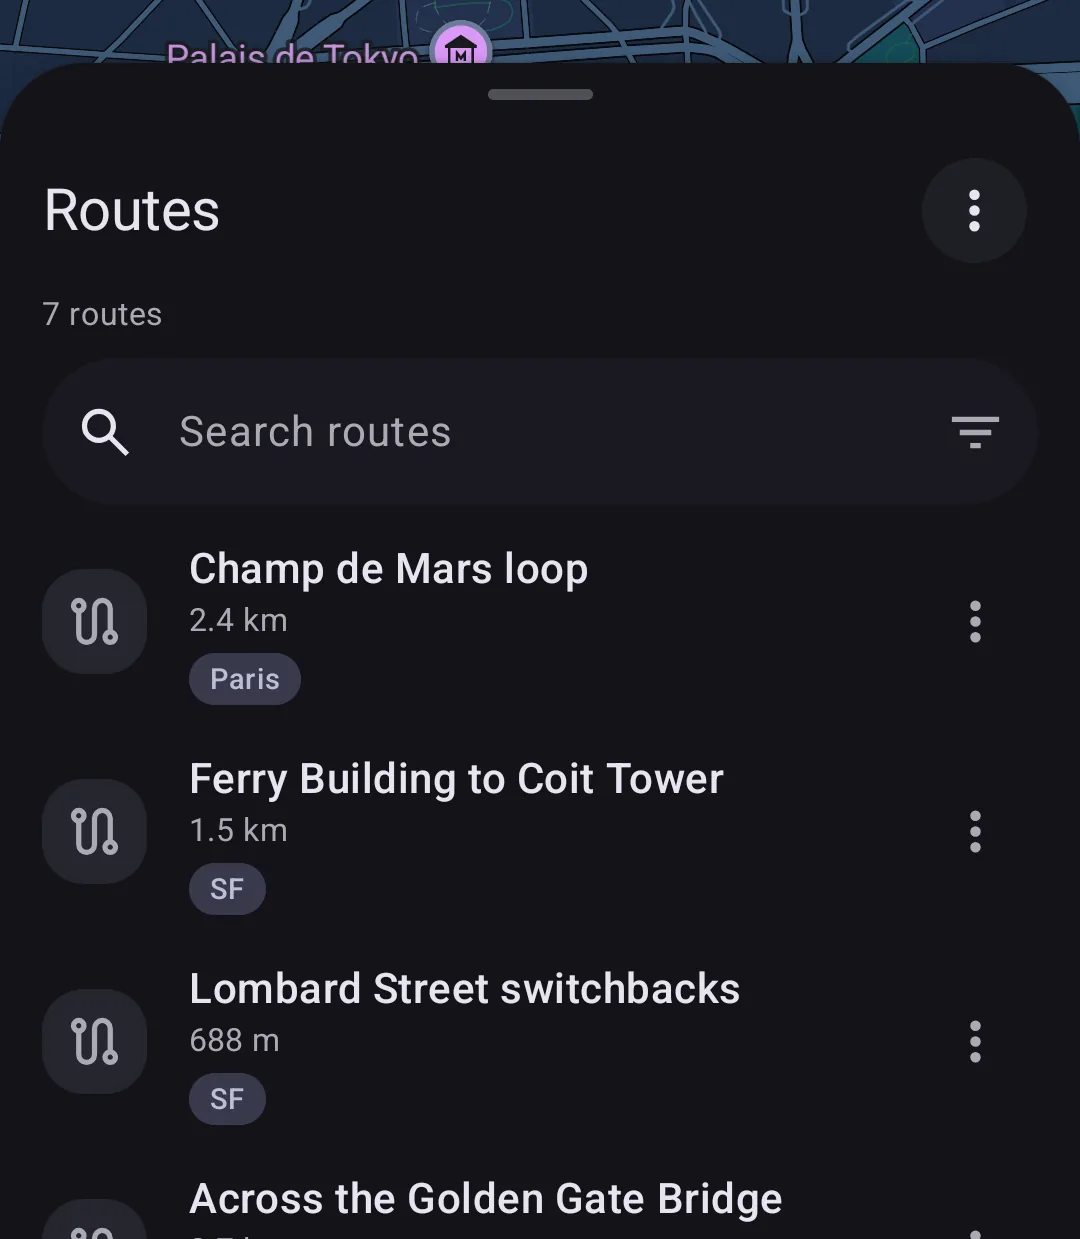 Palais de Tokyo
Routes
7 routes
Search routes
Champ de Mars loop
2.4 km
Paris
Ferry Building to Coit Tower
1.5 km
SF
Lombard Street switchbacks
688 m
SF
Across the Golden Gate Bridge